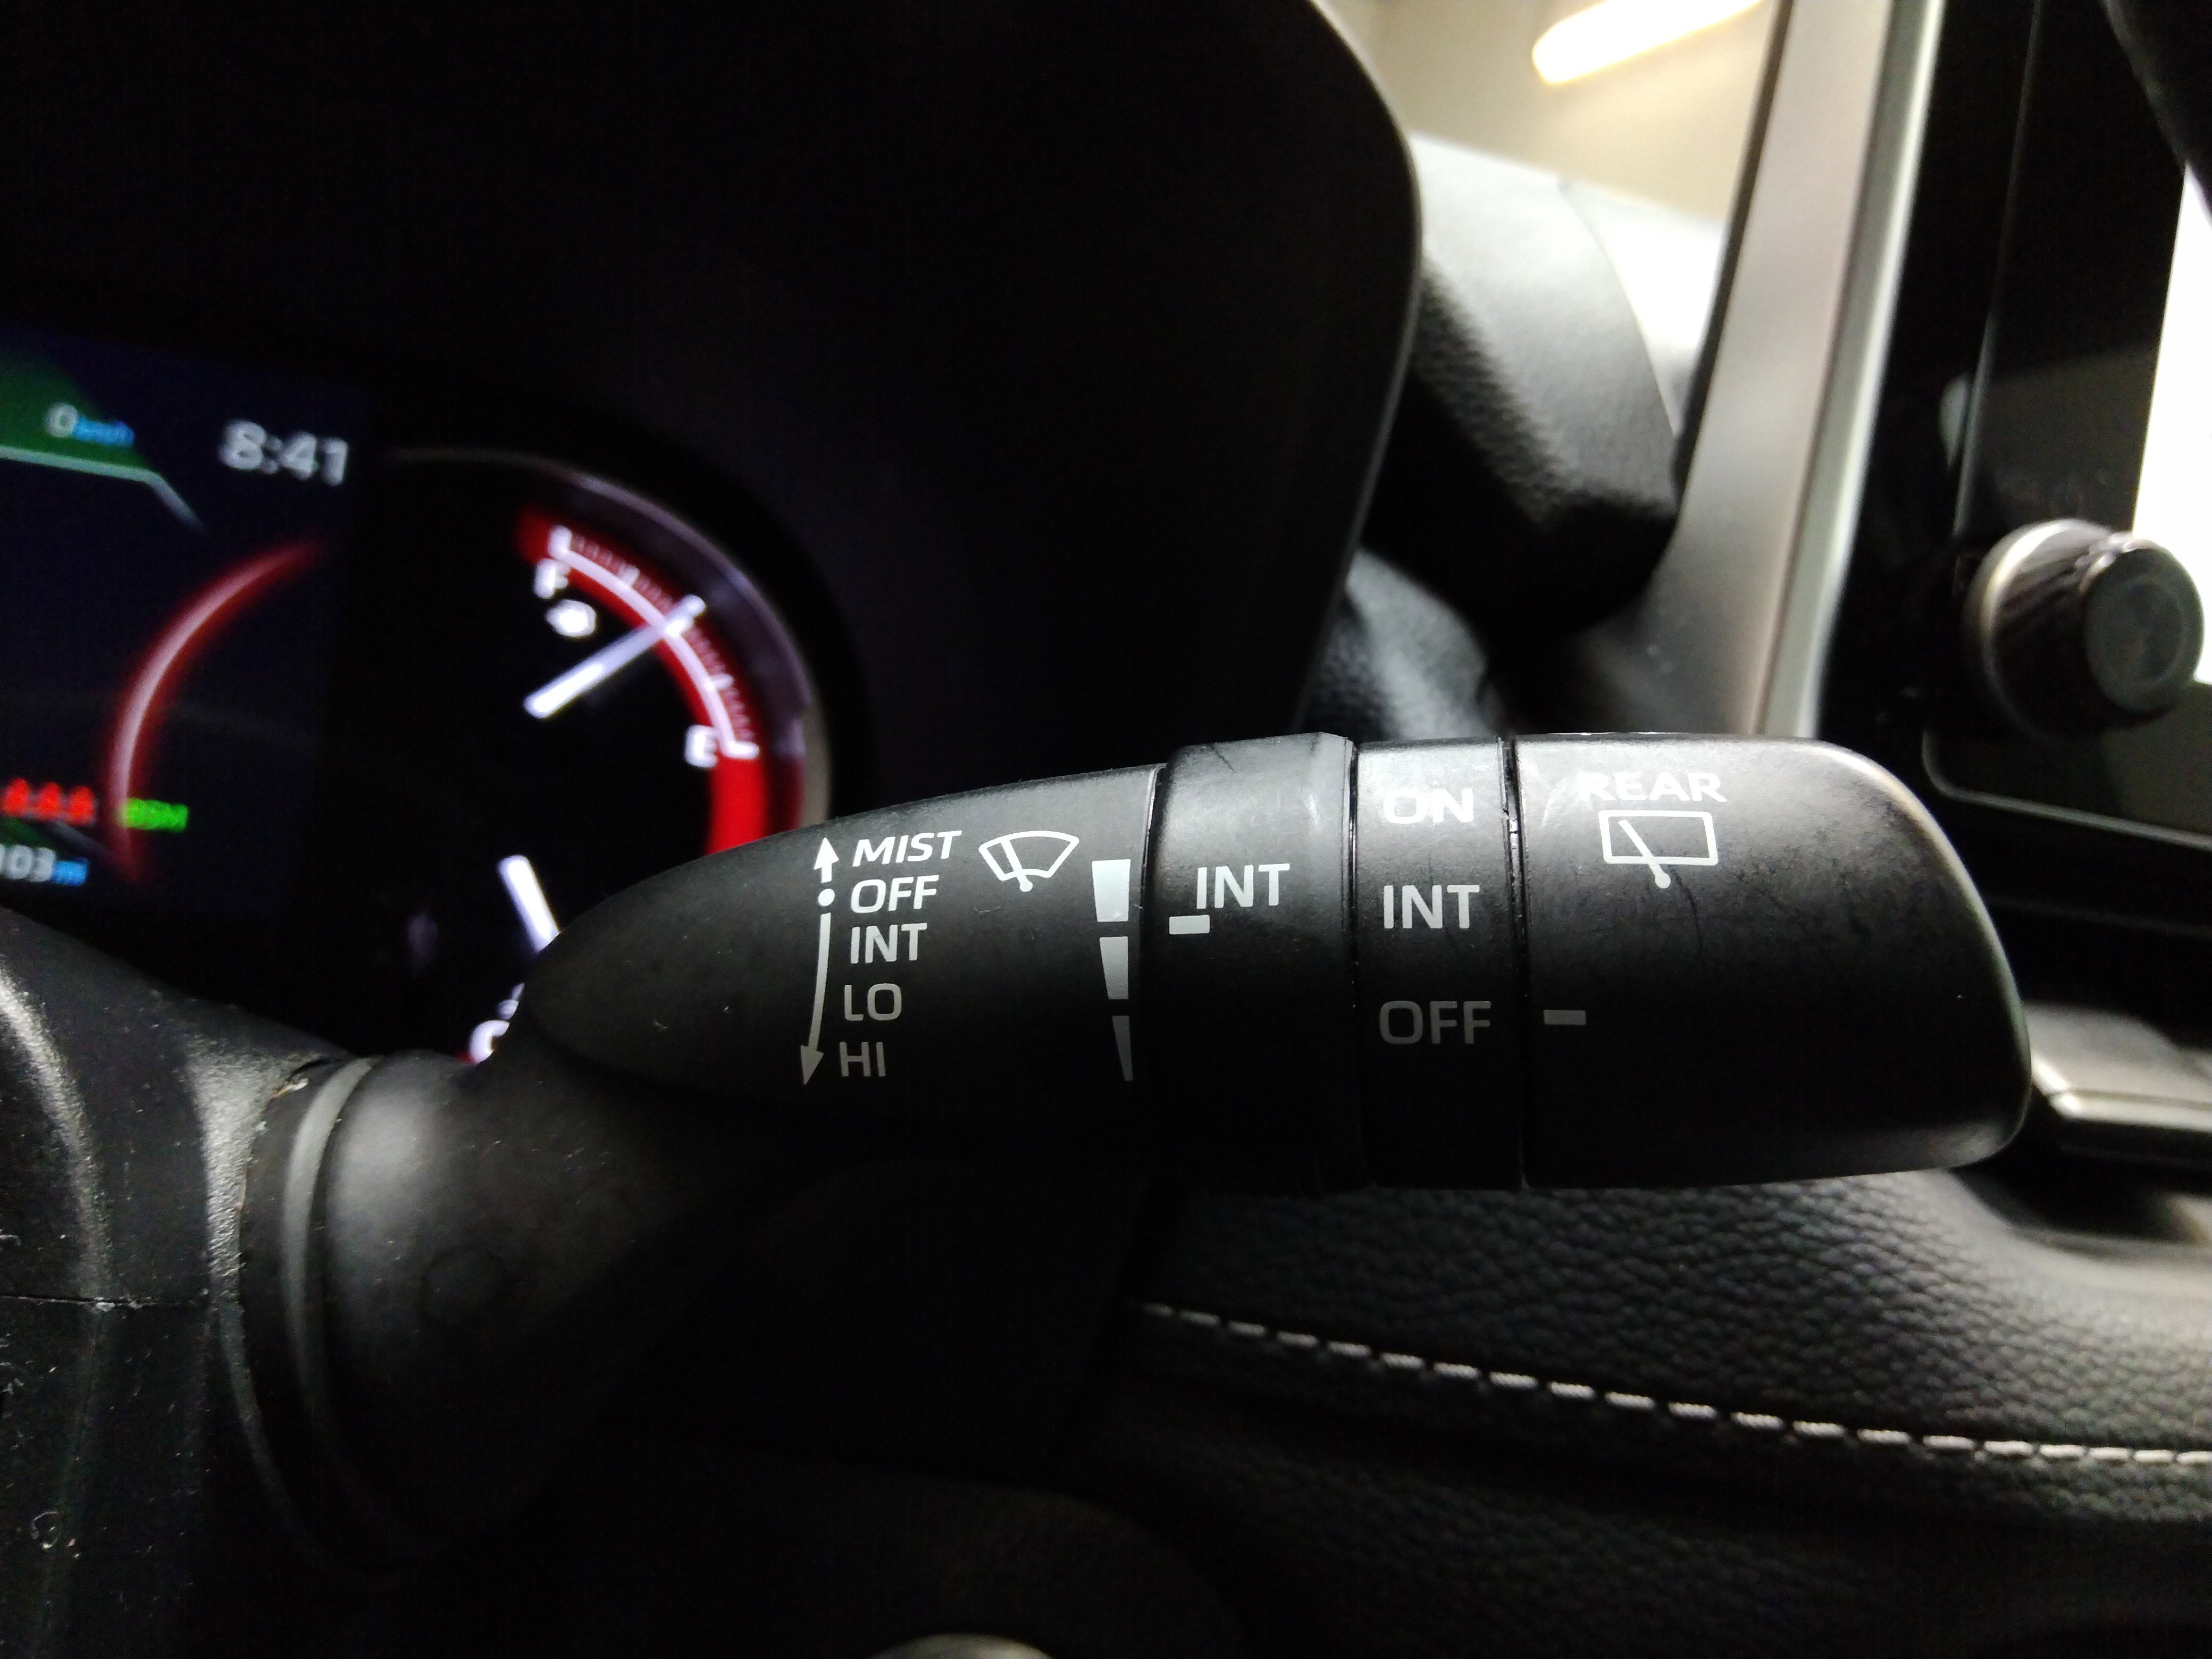 8:41
F
E
MIST
OFF
INT
LO
HI
INT
ON
INT
OFF
REAR